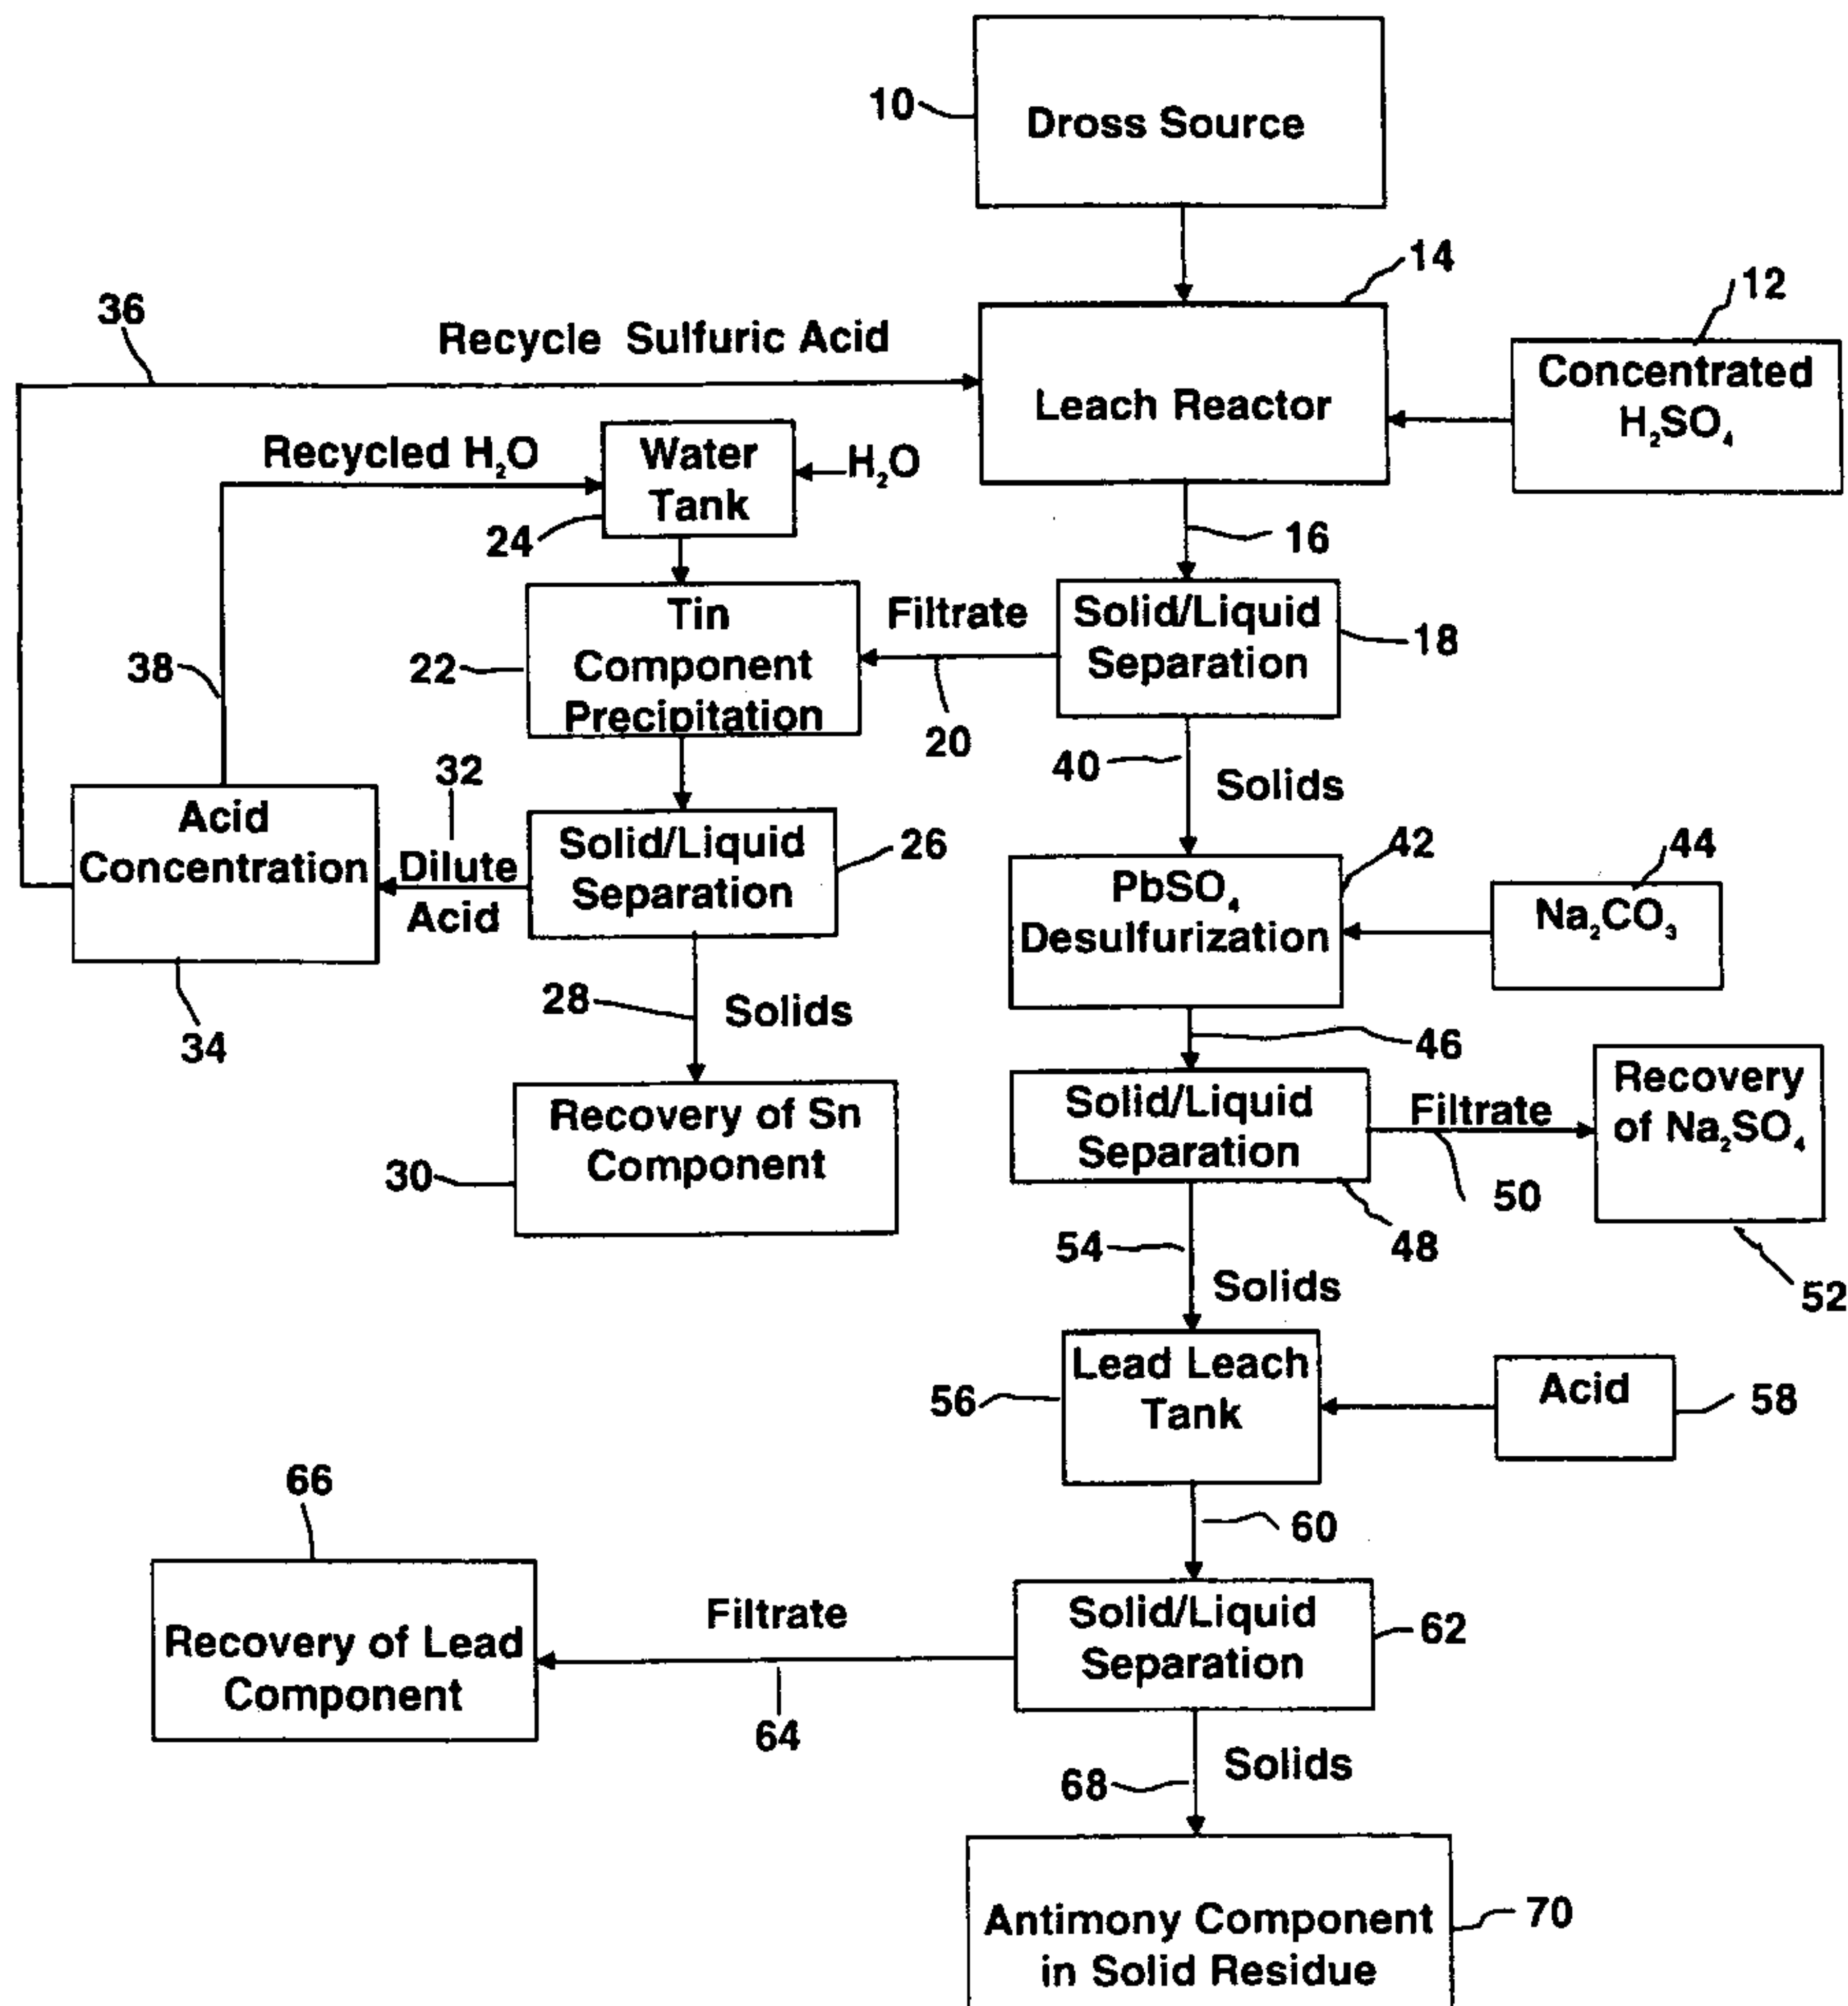 10
Dross Source
14
12
36
Recycle Sulfuric Acid
Leach Reactor
Concentrated
H₂SO₄
Recycled H₂O
Water
Tank
H₂O
24
16
Tin
Component
Precipitation
22
Filtrate
20
Solid/Liquid
Separation
18
38
32
40
Solids
Acid
Concentration
34
Dilute
Acid
Solid/Liquid
Separation
26
PbSO₄
Desulfurization
42
44
Na₂CO₃
28
Solids
46
Recovery of Sn
Component
30
Solid/Liquid
Separation
48
Filtrate
50
Recovery
of Na₂SO₄
52
54
Solids
Lead Leach
Tank
56
Acid
58
60
66
Recovery of Lead
Component
Filtrate
64
Solid/Liquid
Separation
62
68
Solids
Antimony Component
in Solid Residue
70